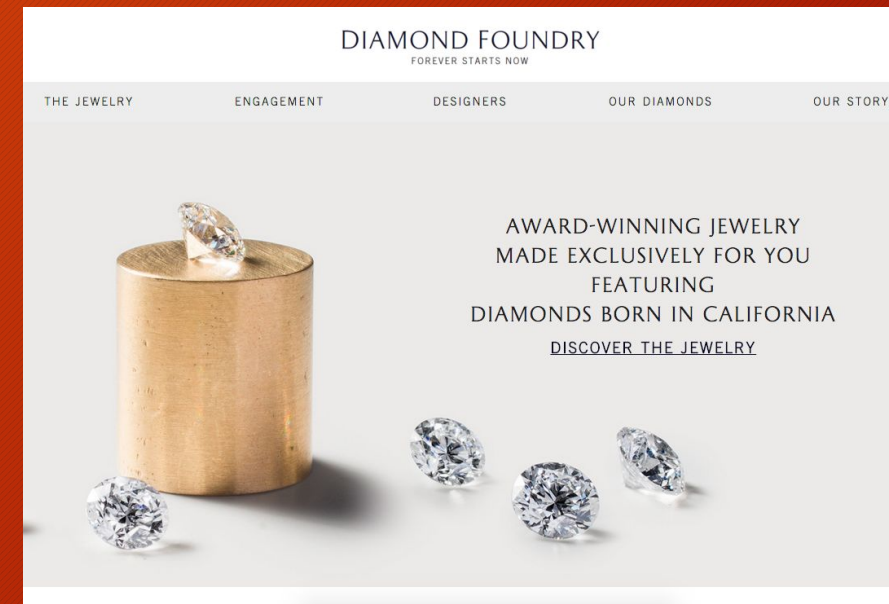 DIAMOND FOUNDRY
FOREVER STARTS NOW
THE JEWELRY ENGAGEMENT DESIGNERS OUR DIAMONDS OUR STORY
AWARD-WINNING JEWELRY
MADE EXCLUSIVELY FOR YOU
FEATURING
DIAMONDS BORN IN CALIFORNIA
DISCOVER THE JEWELRY